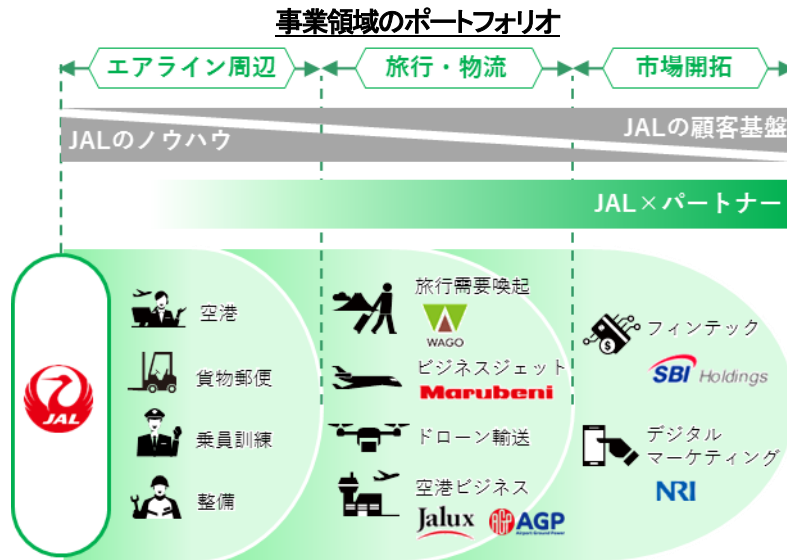 事業領域のポートフォリオ
エアライン周辺
旅行・物流
市場開拓
JALのノウハウ
JALの顧客基盤
JAL×パートナー
JAL
空港
貨物郵便
乗員訓練
整備
旅行需要喚起
WAGO
ビジネスジェット
Marubeni
ドローン輸送
空港ビジネス
Jalux
AGP
AGP
Airport Ground Power
フィンテック
$
SBI Holdings
デジタル
マーケティング
NRI